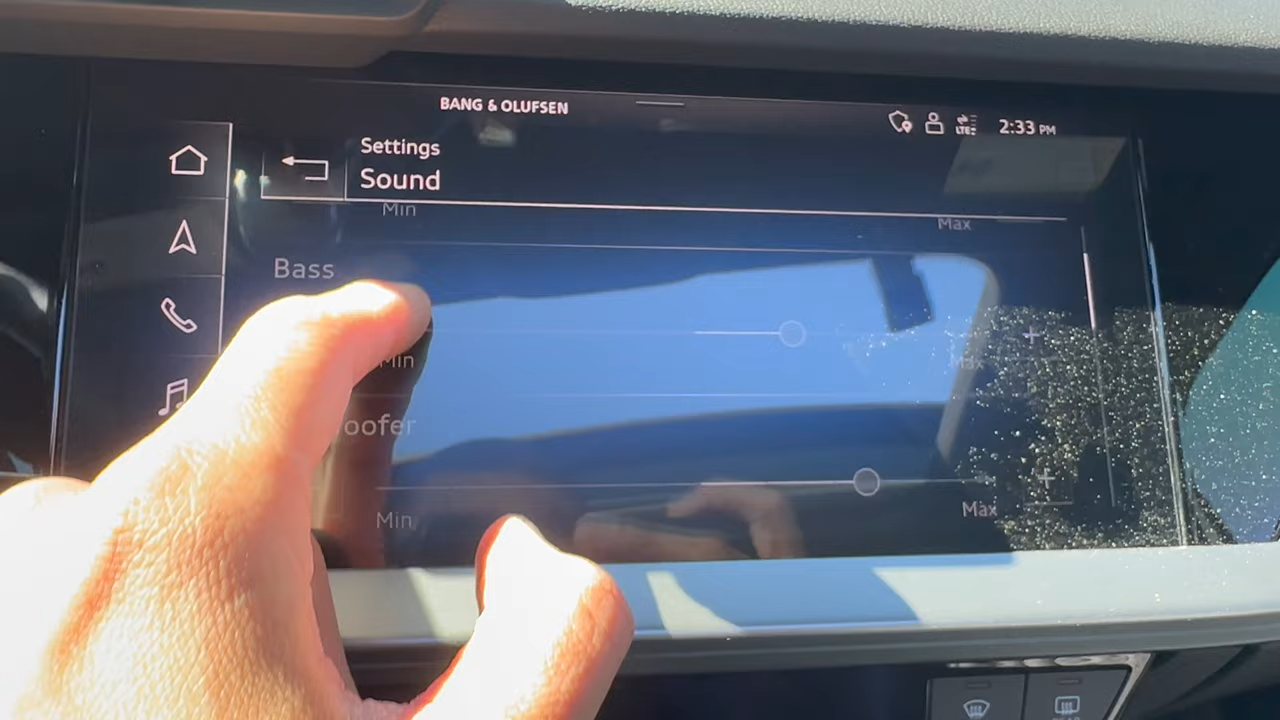 BANG & OLUFSEN
LTE 2:33 PM
Settings
Sound
Min Max
Bass
+
Min Max
oofer
+
Min Max